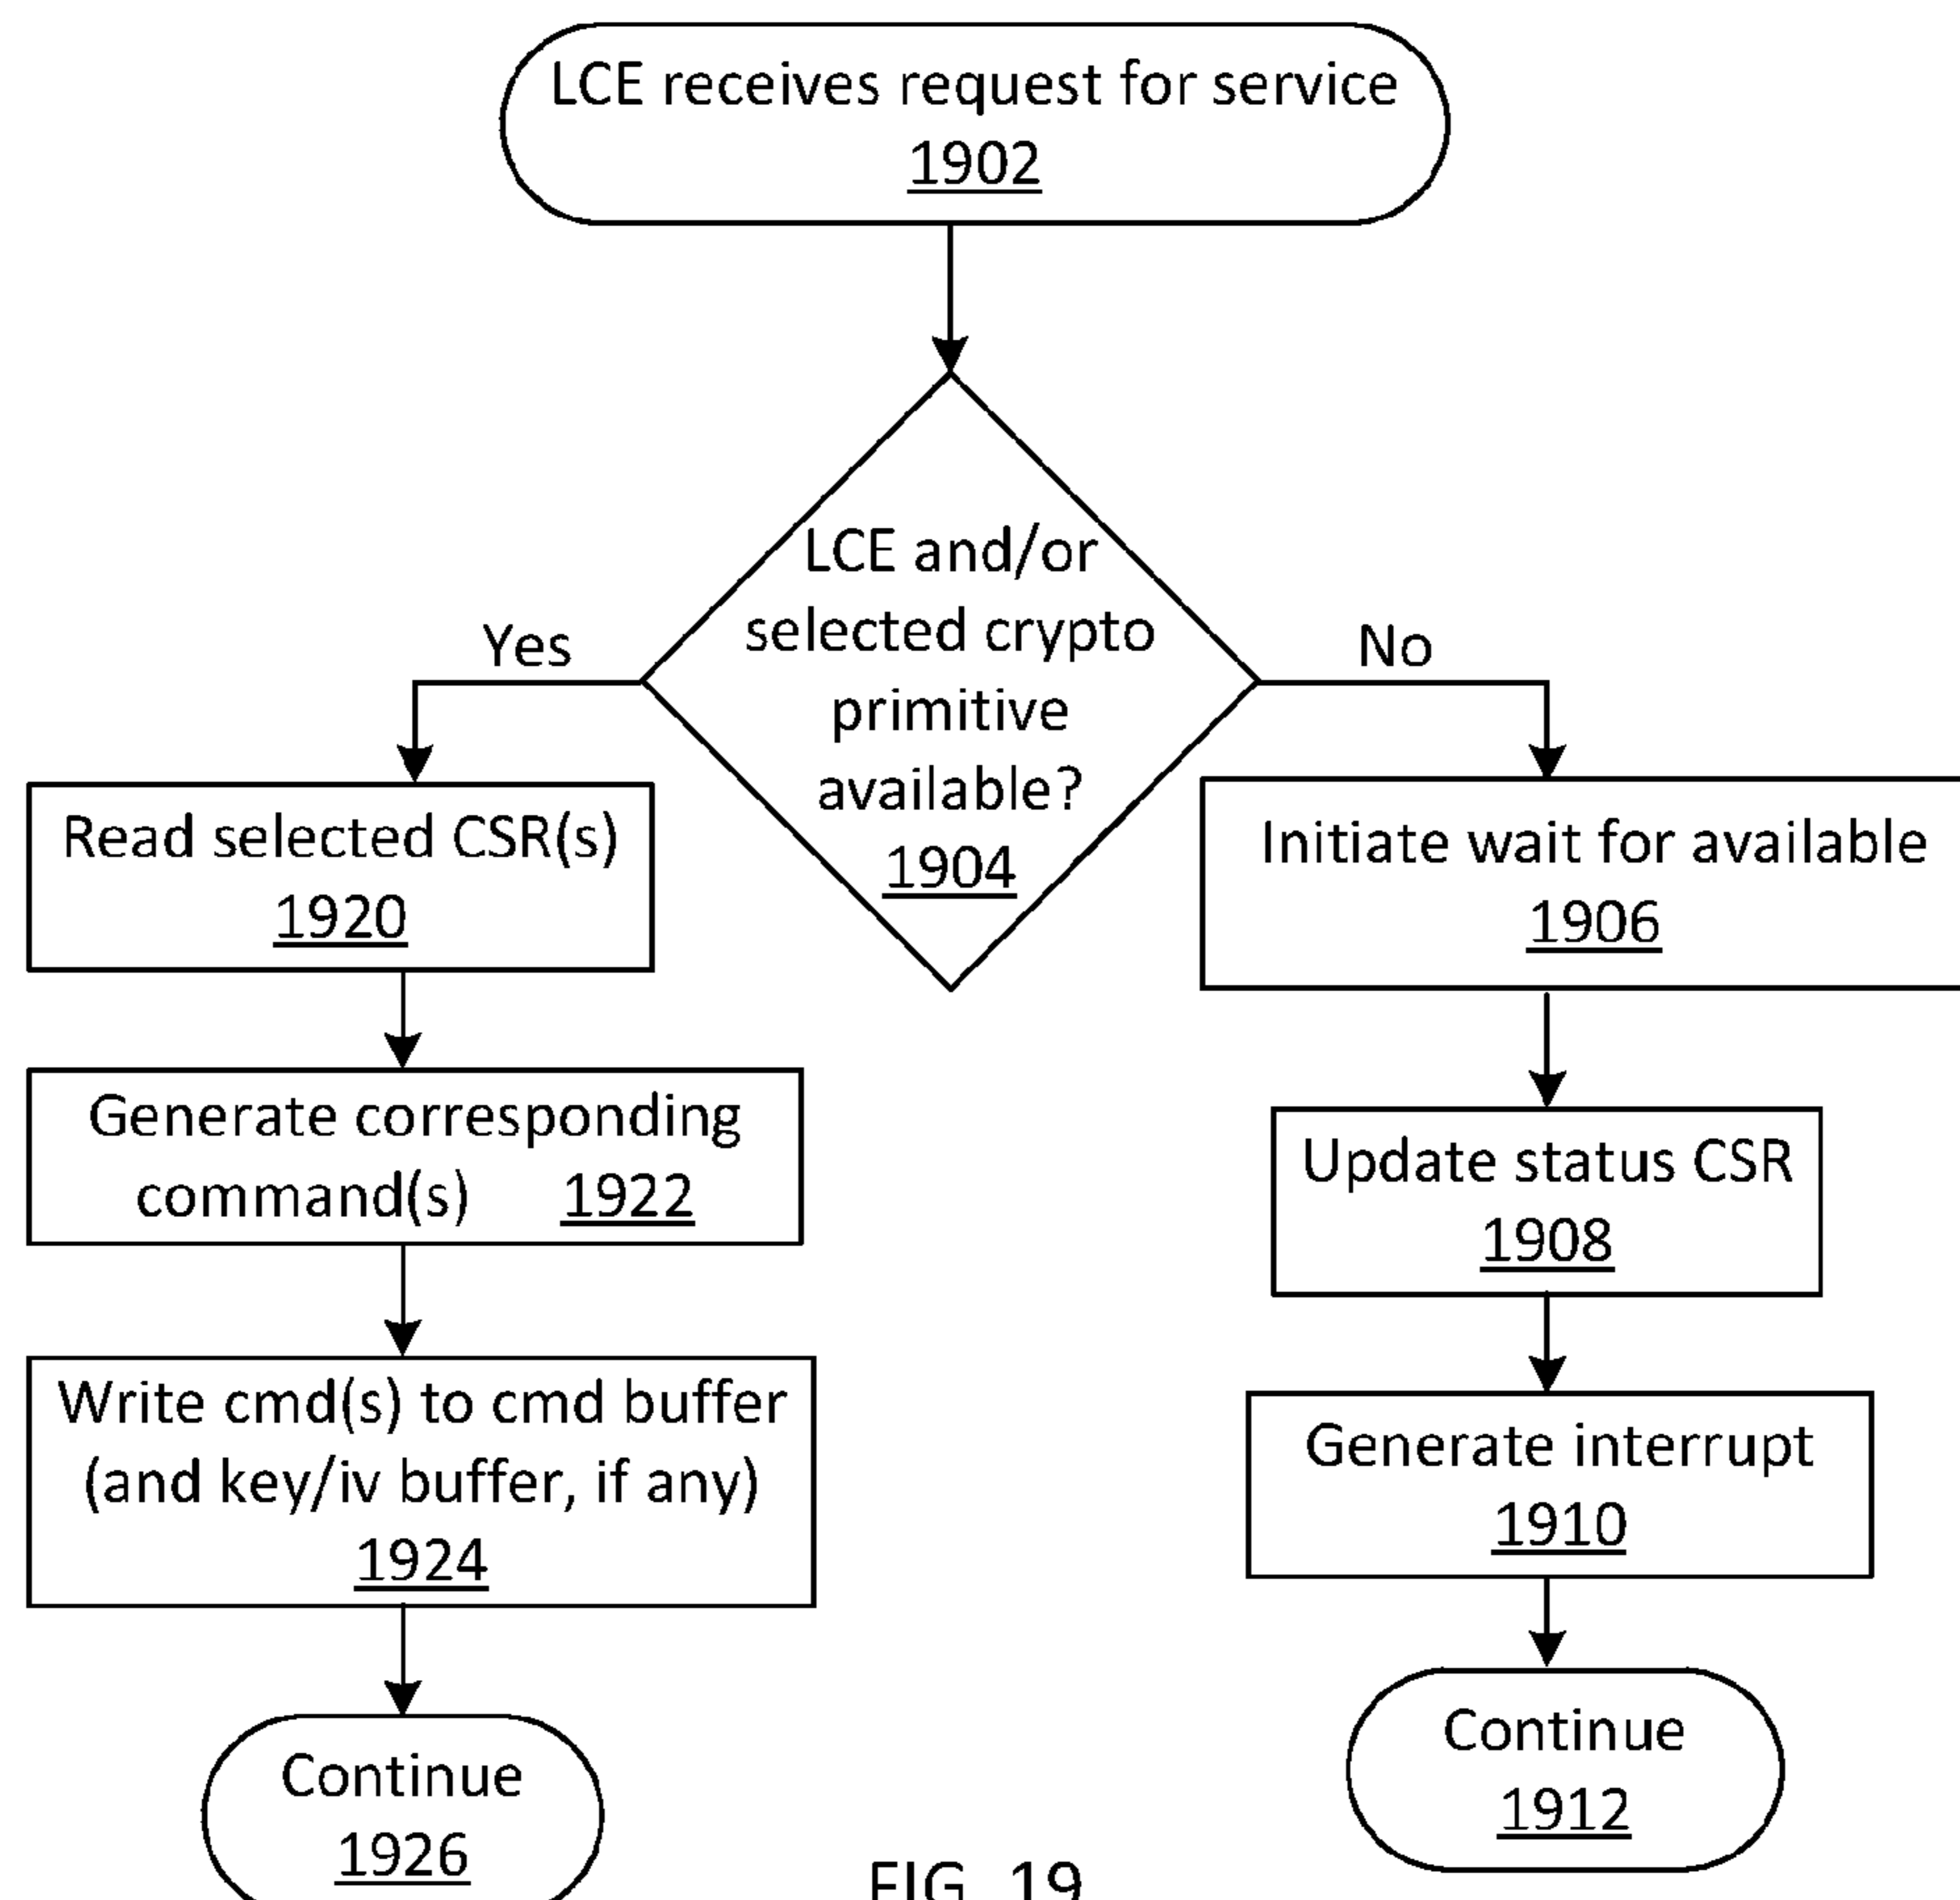 LCE receives request for service
1902
LCE and/or
selected crypto
primitive
available?
1904
Yes
No
Read selected CSR(s)
1920
Generate corresponding
command(s) 1922
Write cmd(s) to cmd buffer
(and key/iv buffer, if any)
1924
Continue
1926
Initiate wait for available
1906
Update status CSR
1908
Generate interrupt
1910
Continue
1912
FIG. 19